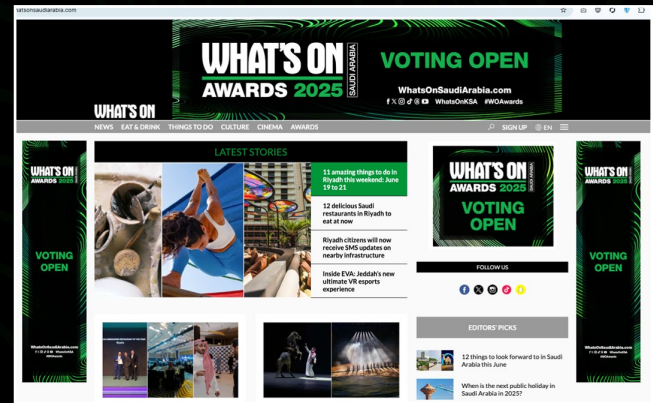 hatsonsaudiarabia.com
WHAT'S ON
AWARDS 2025
SAUDI ARABIA
VOTING OPEN
WhatsOnSaudiArabia.com
WhatsOnKSA #WOAwards
WHAT'S ON
NEWS EAT & DRINK THINGS TO DO CULTURE CINEMA AWARDS
SIGN UP EN
WHAT'S ON
AWARDS 2025
VOTING
OPEN
WhatsOnSaudiArabia.com
LATEST STORIES
11 amazing things to do in
Riyadh this weekend: June
19 to 21
12 delicious Saudi
restaurants in Riyadh to
eat at now
Riyadh citizens will now
receive SMS updates on
nearby infrastructure
Inside EVA: Jeddah's new
ultimate VR esports
experience
WHAT'S ON
AWARDS 2025
VOTING
OPEN
FOLLOW US
EDITORS' PICKS
12 things to look forward to in Saudi
Arabia this June
When is the next public holiday in
Saudi Arabia in 2025?
WHAT'S ON
AWARDS 2025
VOTING
OPEN
WhatsOnSaudiArabia.com